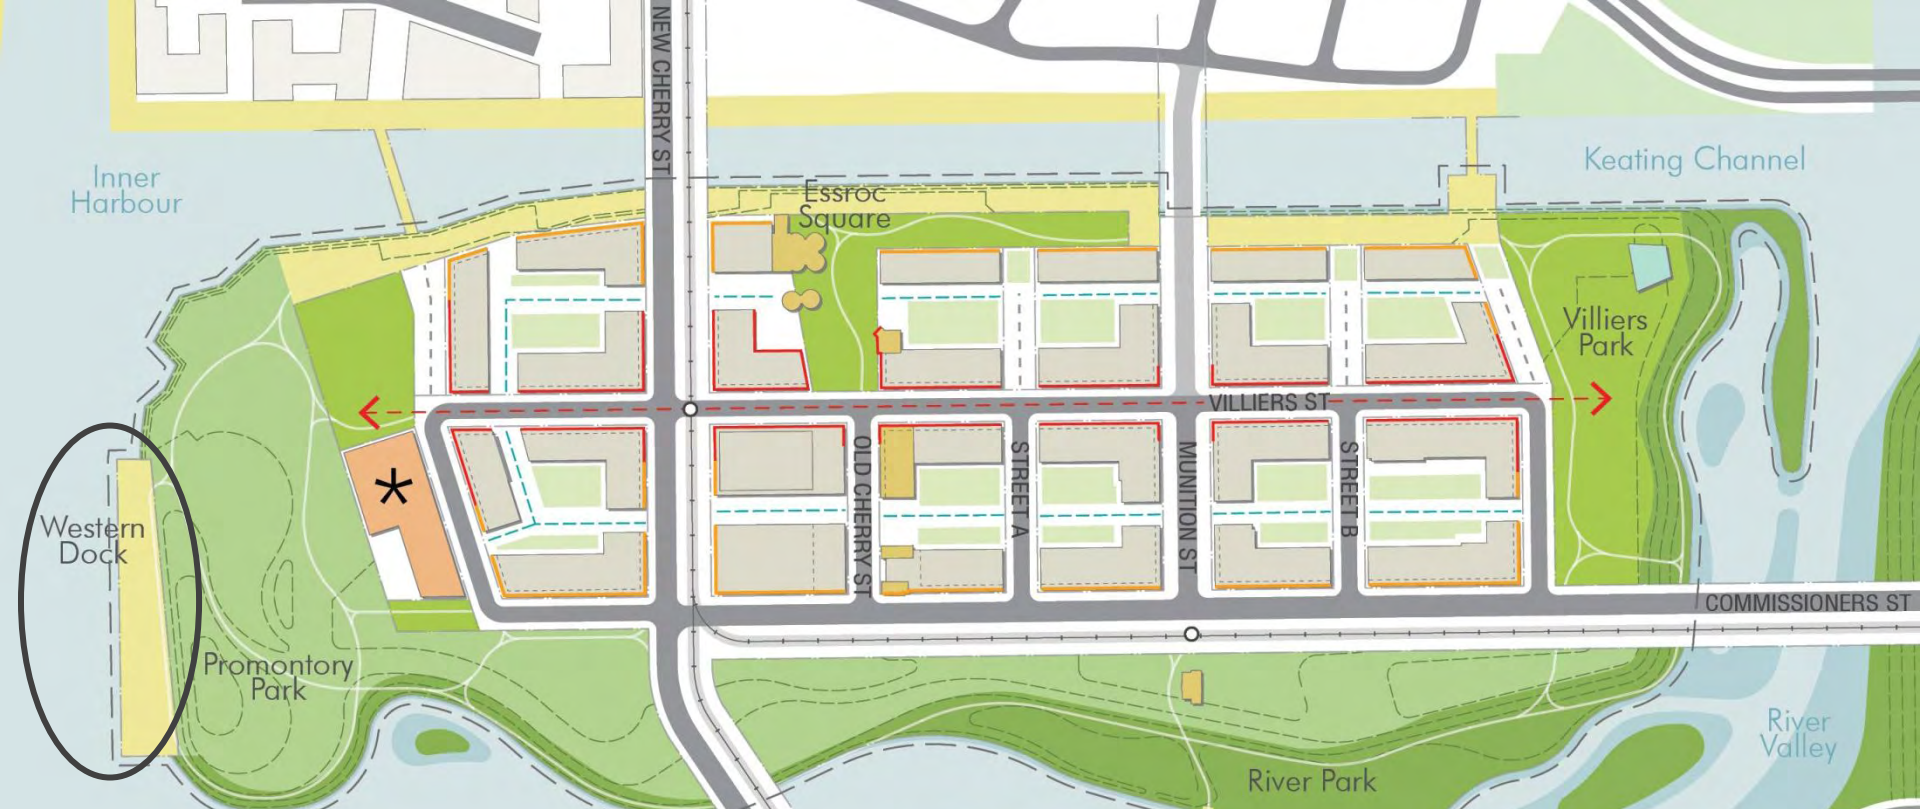 NEW CHERRY ST
Inner
Harbour
Essroc
Square
Keating Channel
Villiers
Park
VILLIERS ST
OLD CHERRY ST
STREET A
MUNITION ST
STREET B
*
Western
Dock
COMMISSIONERS ST
Promontory
Park
River
Valley
River Park